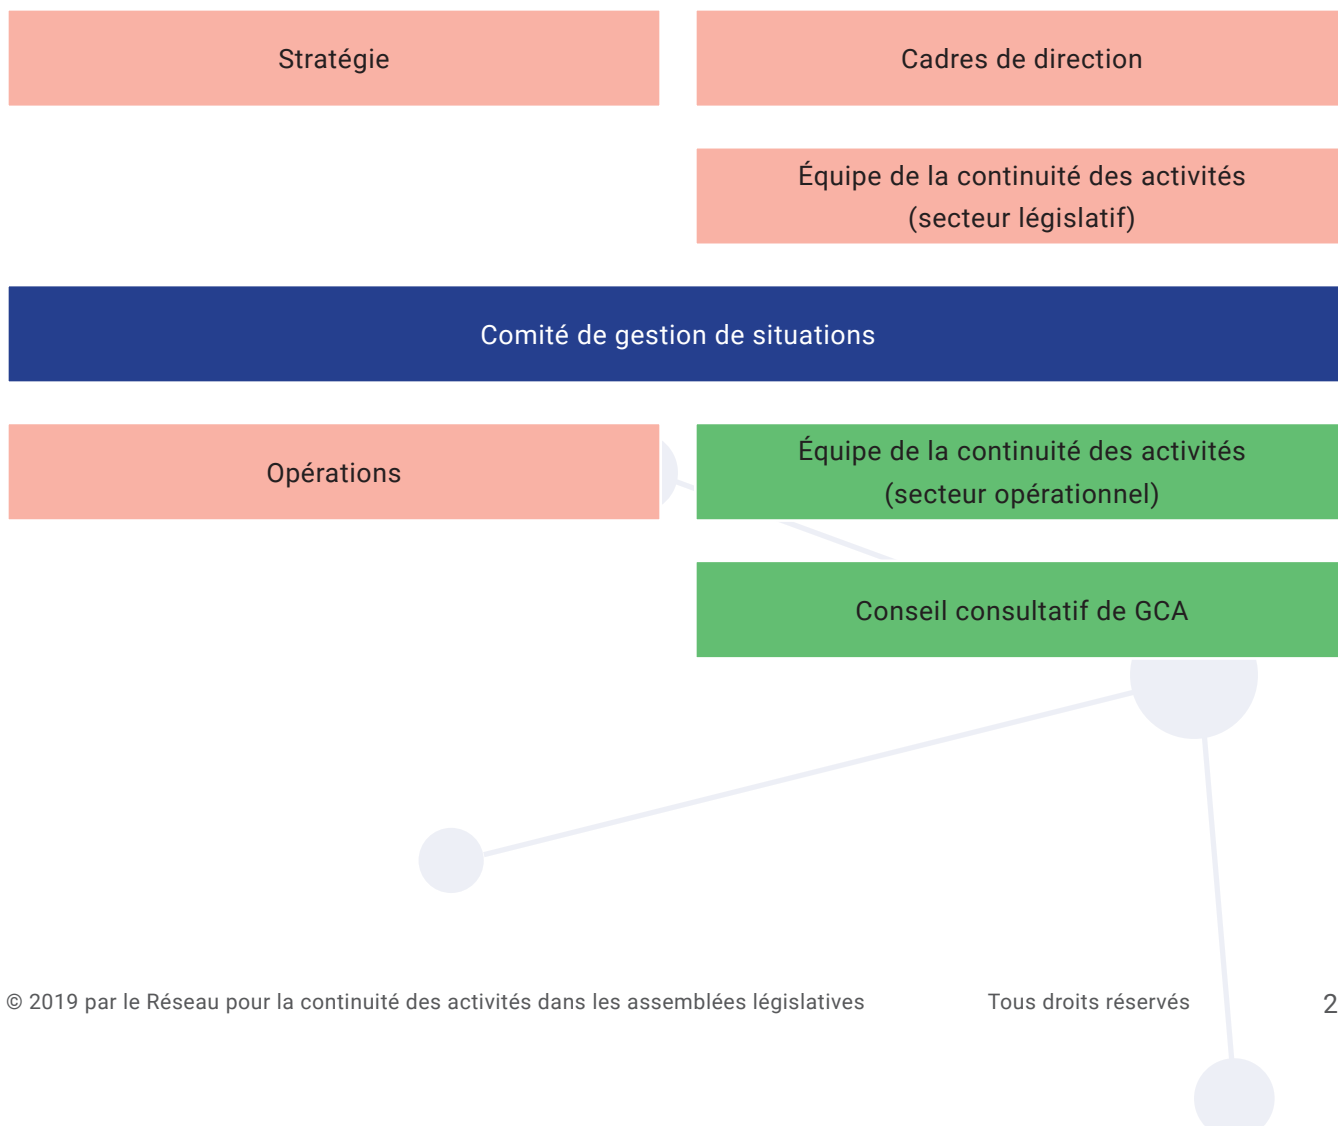 Stratégie
Cadres de direction
Équipe de la continuité des activités
(secteur législatif)
Comité de gestion de situations
Opérations
Équipe de la continuité des activités
(secteur opérationnel)
Conseil consultatif de GCA
© 2019 par le Réseau pour la continuité des activités dans les assemblées législatives Tous droits réservés 2